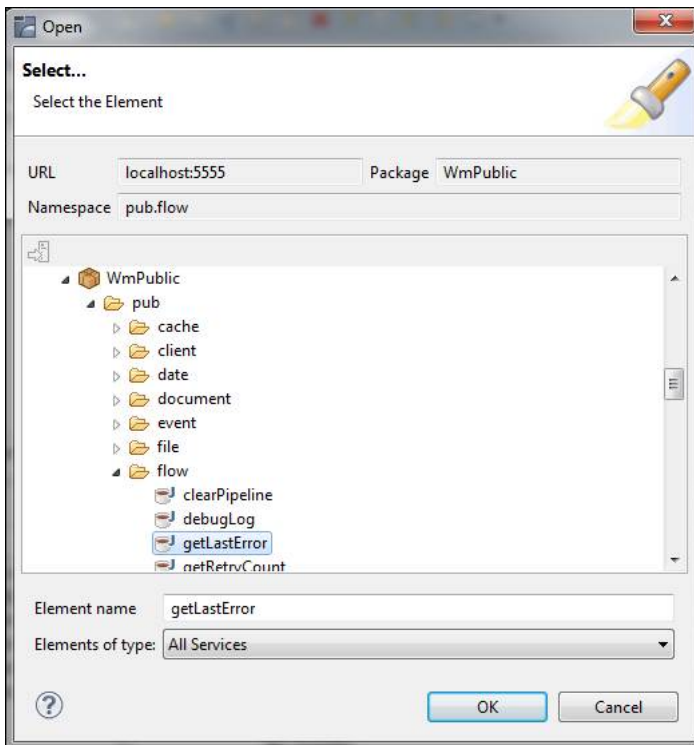 Open
Select...
Select the Element
URL localhost:5555 Package WmPublic
Namespace pub.flow
WmPublic
pub
cache
client
date
document
event
file
flow
clearPipeline
debugLog
getLastError
getRetryCount
Element name getLastError
Elements of type: All Services
OK Cancel